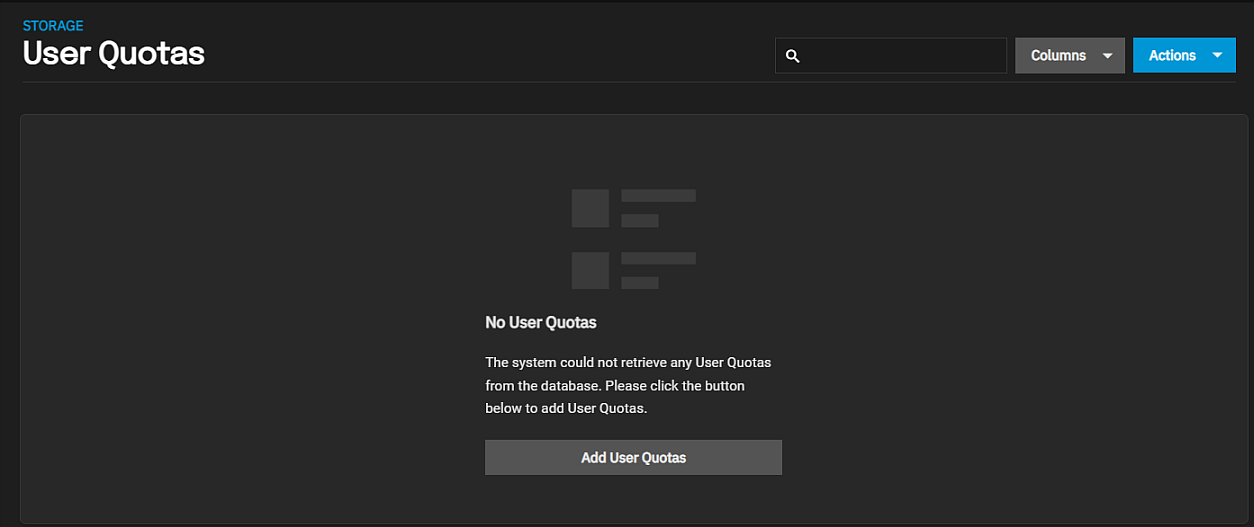 STORAGE
User Quotas
Columns
Actions
No User Quotas
The system could not retrieve any User Quotas
from the database. Please click the button
below to add User Quotas.
Add User Quotas